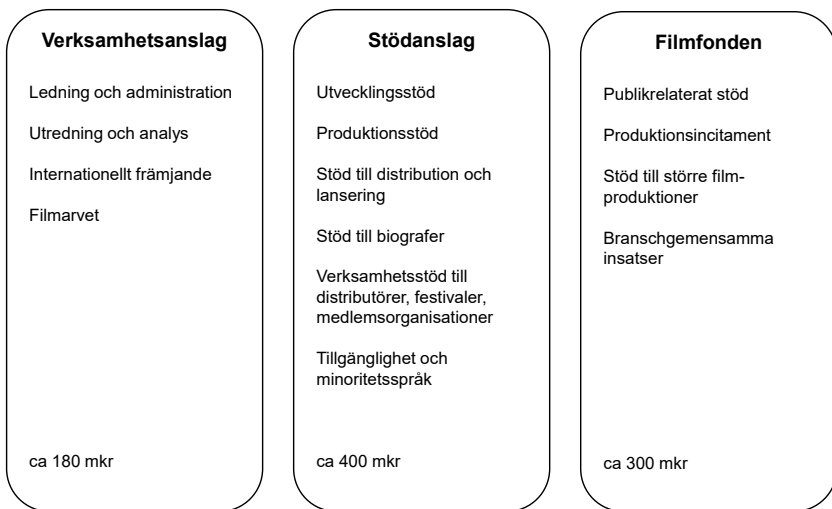 Verksamhetsanslag
Ledning och administration
Utredning och analys
Internationellt främjande
Filmarvet
ca 180 mkr
Stödanslag
Utvecklingsstöd
Produktionsstöd
Stöd till distribution och
lansering
Stöd till biografer
Verksamhetsstöd till
distributörer, festivaler,
medlemsorganisationer
Tillgänglighet och
minoritetsspråk
ca 400 mkr
Filmfonden
Publikrelaterat stöd
Produktionsincitament
Stöd till större film-
produktioner
Branschgemensamma
insatser
ca 300 mkr